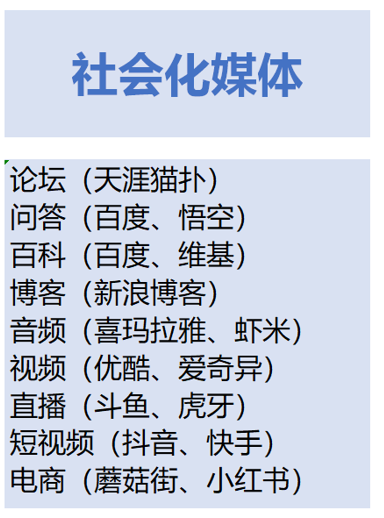 社会化媒体
论坛（天涯猫扑）
问答（百度、悟空）
百科（百度、维基）
博客（新浪博客）
音频（喜玛拉雅、虾米）
视频（优酷、爱奇异）
直播（斗鱼、虎牙）
短视频（抖音、快手）
电商（蘑菇街、小红书）